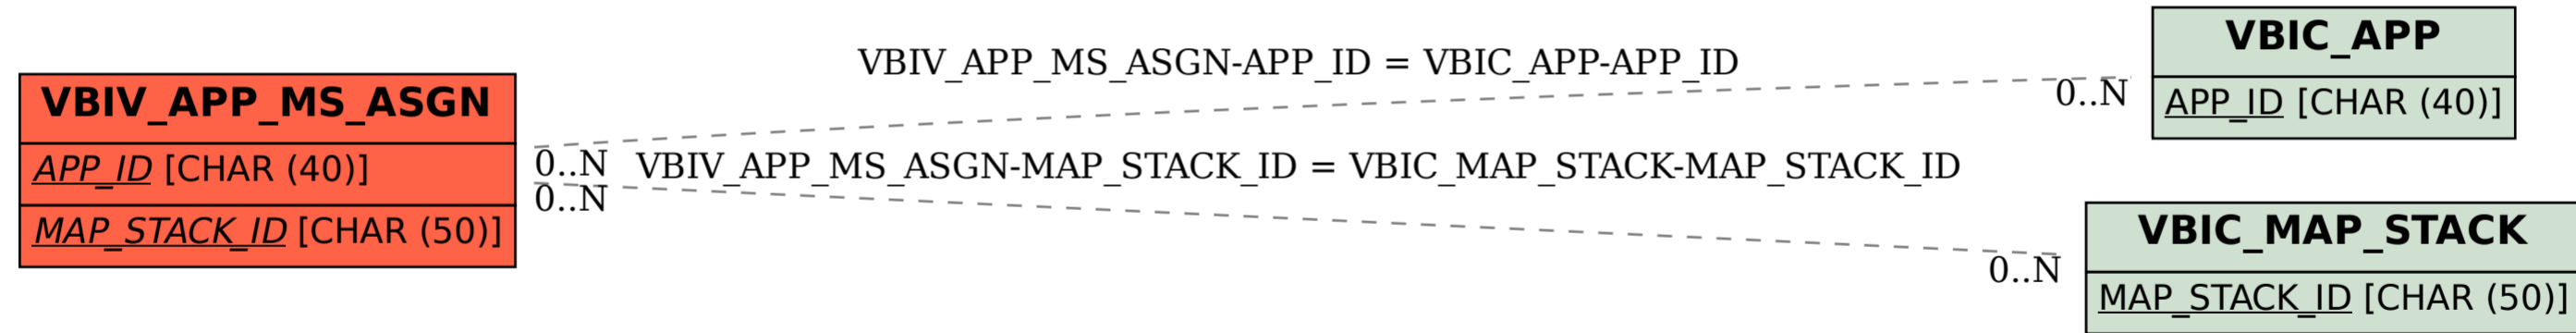 VBIV_APP_MS_ASGN
APP_ID [CHAR (40)]
MAP_STACK_ID [CHAR (50)]
VBIV_APP_MS_ASGN-APP_ID = VBIC_APP-APP_ID
0..N
0..N
VBIV_APP_MS_ASGN-MAP_STACK_ID = VBIC_MAP_STACK-MAP_STACK_ID
0..N
0..N
VBIC_APP
APP_ID [CHAR (40)]
VBIC_MAP_STACK
MAP_STACK_ID [CHAR (50)]